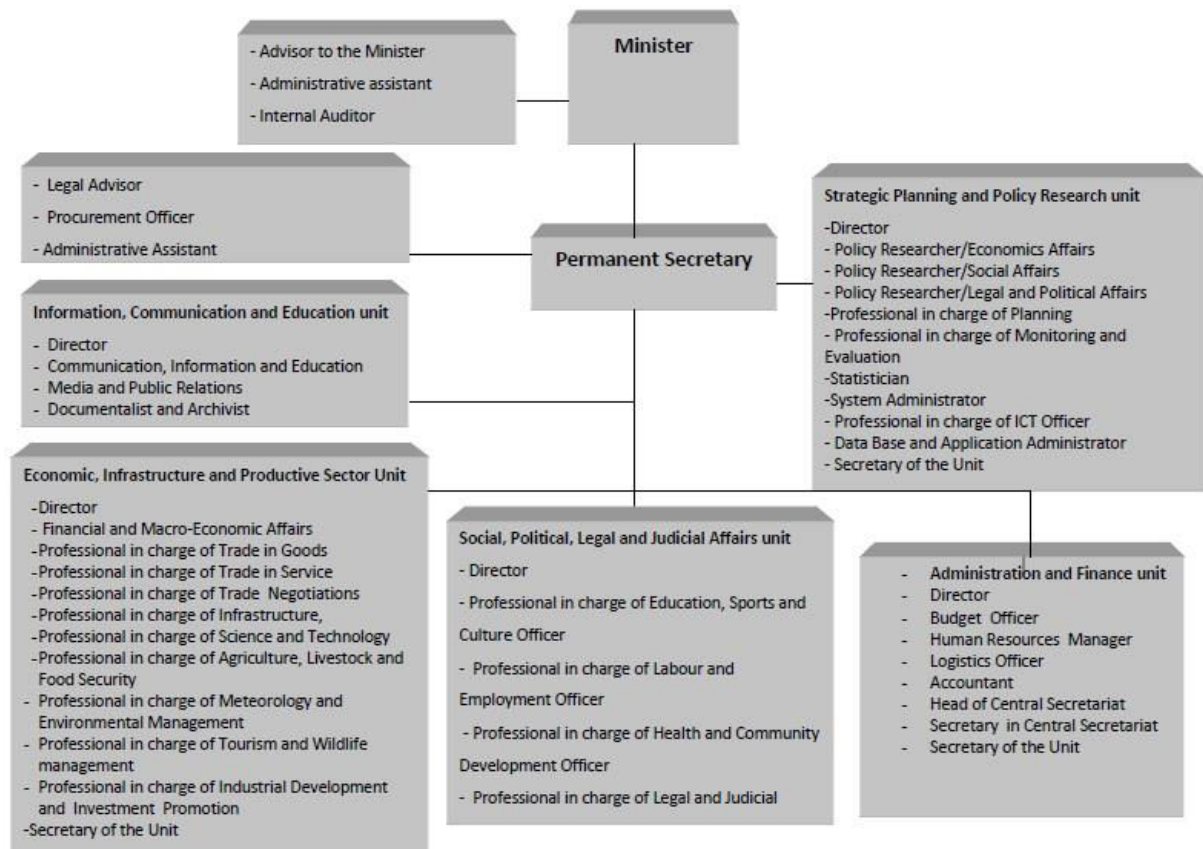 Minister
- Advisor to the Minister
- Administrative assistant
- Internal Auditor
- Legal Advisor
- Procurement Officer
- Administrative Assistant
Permanent Secretary
Strategic Planning and Policy Research unit
-Director
- Policy Researcher/Economics Affairs
- Policy Researcher/Social Affairs
- Policy Researcher/Legal and Political Affairs
-Professional in charge of Planning
- Professional in charge of Monitoring and
Evaluation
-Statistician
-System Administrator
- Professional in charge of ICT Officer
- Data Base and Application Administrator
- Secretary of the Unit
Information, Communication and Education unit
- Director
- Communication, Information and Education
- Media and Public Relations
- Documentalist and Archivist
Economic, Infrastructure and Productive Sector Unit
-Director
- Financial and Macro-Economic Affairs
-Professional in charge of Trade in Goods
-Professional in charge of Trade in Service
-Professional in charge of Trade Negotiations
-Professional in charge of Infrastructure,
-Professional in charge of Science and Technology
-Professional in charge of Agriculture, Livestock and
Food Security
- Professional in charge of Meteorology and
Environmental Management
- Professional in charge of Tourism and Wildlife
management
- Professional in charge of Industrial Development
and Investment Promotion
-Secretary of the Unit
Social, Political, Legal and Judicial Affairs unit
- Director
- Professional in charge of Education, Sports and
Culture Officer
- Professional in charge of Labour and
Employment Officer
- Professional in charge of Health and Community
Development Officer
- Professional in charge of Legal and Judicial
- Administration and Finance unit
- Director
- Budget Officer
- Human Resources Manager
- Logistics Officer
- Accountant
- Head of Central Secretariat
- Secretary in Central Secretariat
- Secretary of the Unit